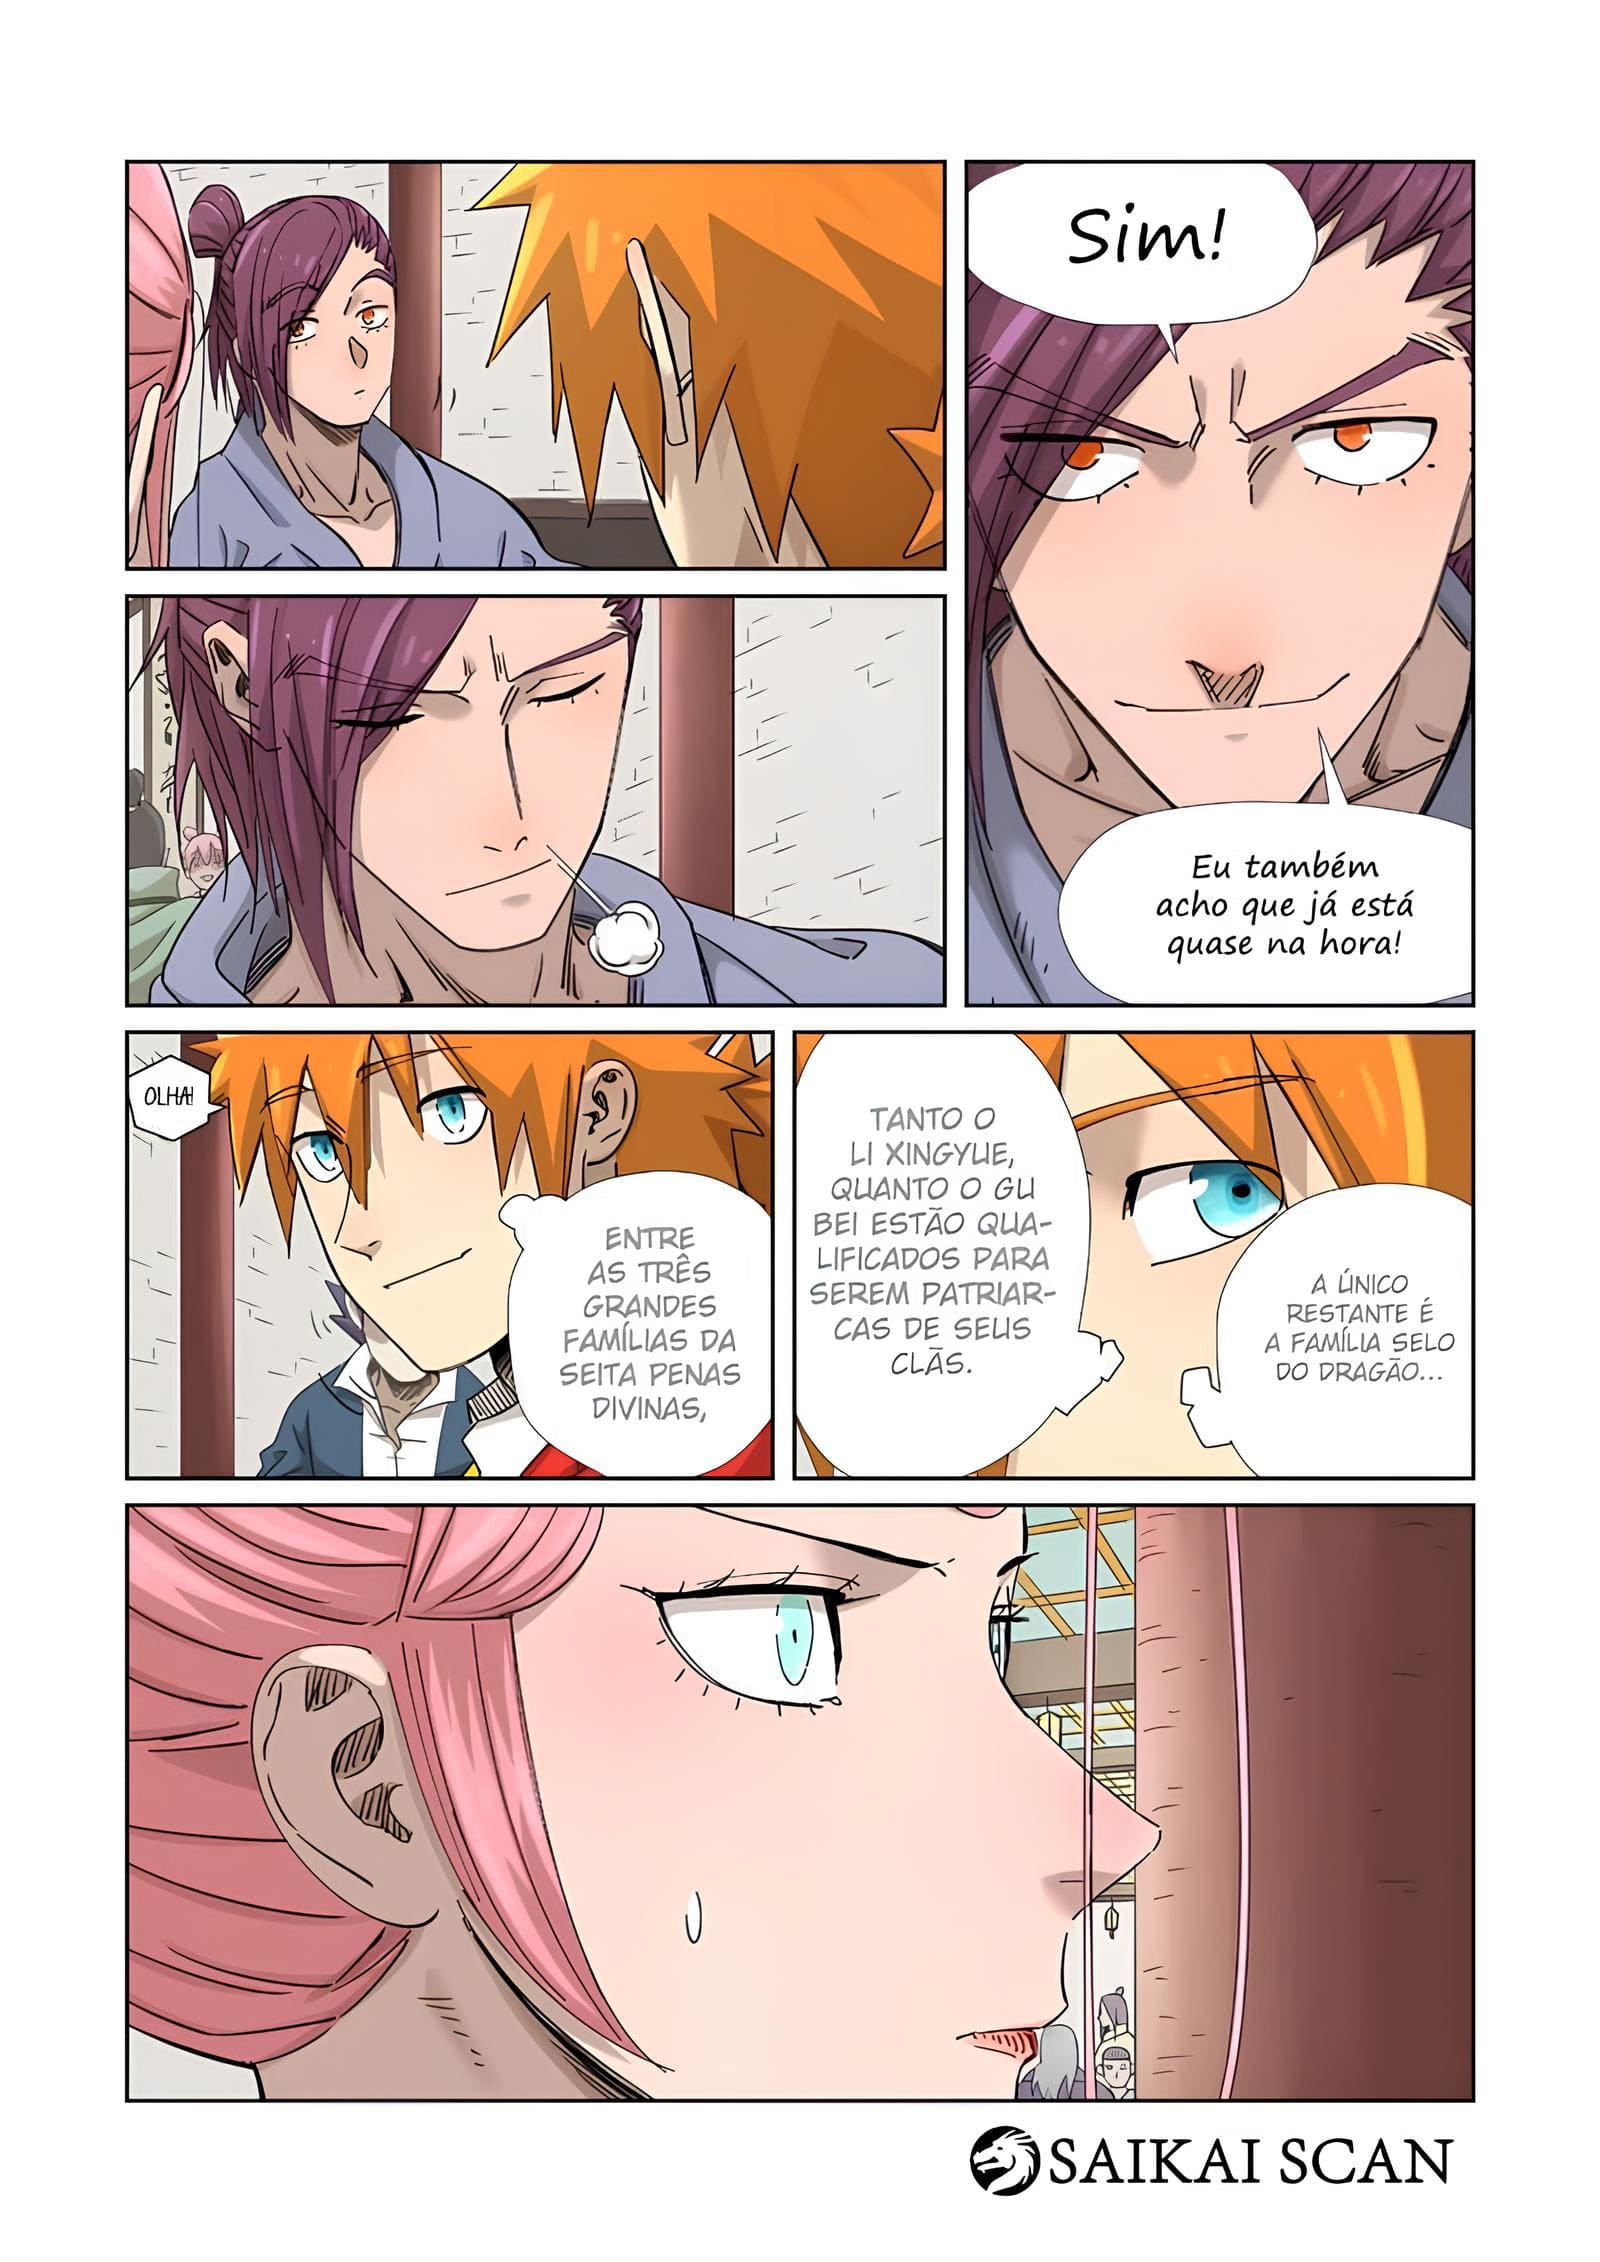 Sim!
Eu também
acho que já está
quase na hora!
OLHA!
ENTRE
AS TRÊS
GRANDES
FAMÍLIAS DA
SEITA PENAS
DIVINAS,
TANTO O
LI XINGYUE,
QUANTO O GU
BEI ESTÃO QUA-
LIFICADOS PARA
SEREM PATRIAR-
CAS DE SEUS
CLÃS.
A ÚNICO
RESTANTE É
A FAMÍLIA SELO
DO DRAGÃO...
SAIKAI SCAN